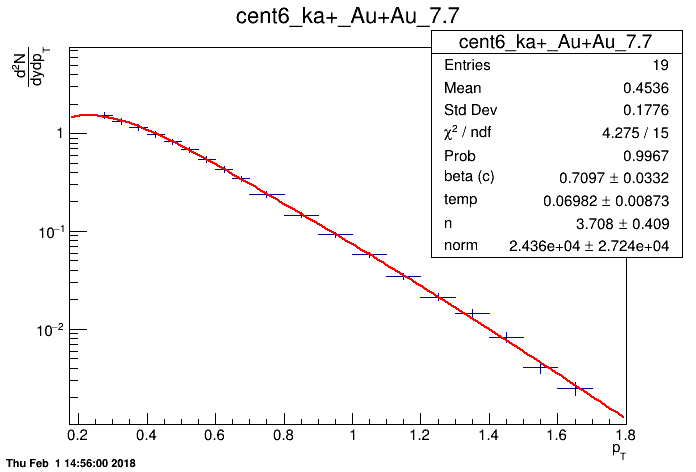 cent6_ka+_Au+Au_7.7
d²N
dydp_T
cent6_ka+_Au+Au_7.7
Entries 19
Mean 0.4536
Std Dev 0.1776
χ² / ndf 4.275 / 15
Prob 0.9967
beta (c) 0.7097 ± 0.0332
temp 0.06982 ± 0.00873
n 3.708 ± 0.409
norm 2.436e+04 ± 2.724e+04
1
10⁻¹
10⁻²
0.2 0.4 0.6 0.8 1 1.2 1.4 1.6 1.8
p_T
Thu Feb 1 14:56:00 2018